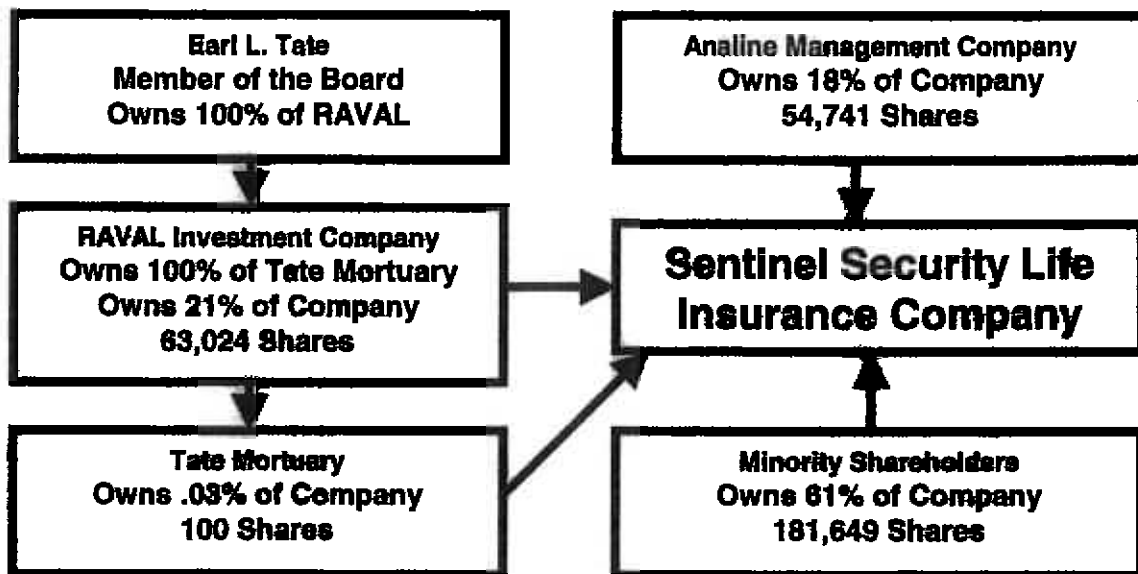 Earl L. Tate
Member of the Board
Owns 100% of RAVAL
Analine Management Company
Owns 18% of Company
54,741 Shares
RAVAL Investment Company
Owns 100% of Tate Mortuary
Owns 21% of Company
63,024 Shares
Sentinel Security Life
Insurance Company
Tate Mortuary
Owns .03% of Company
100 Shares
Minority Shareholders
Owns 61% of Company
181,649 Shares